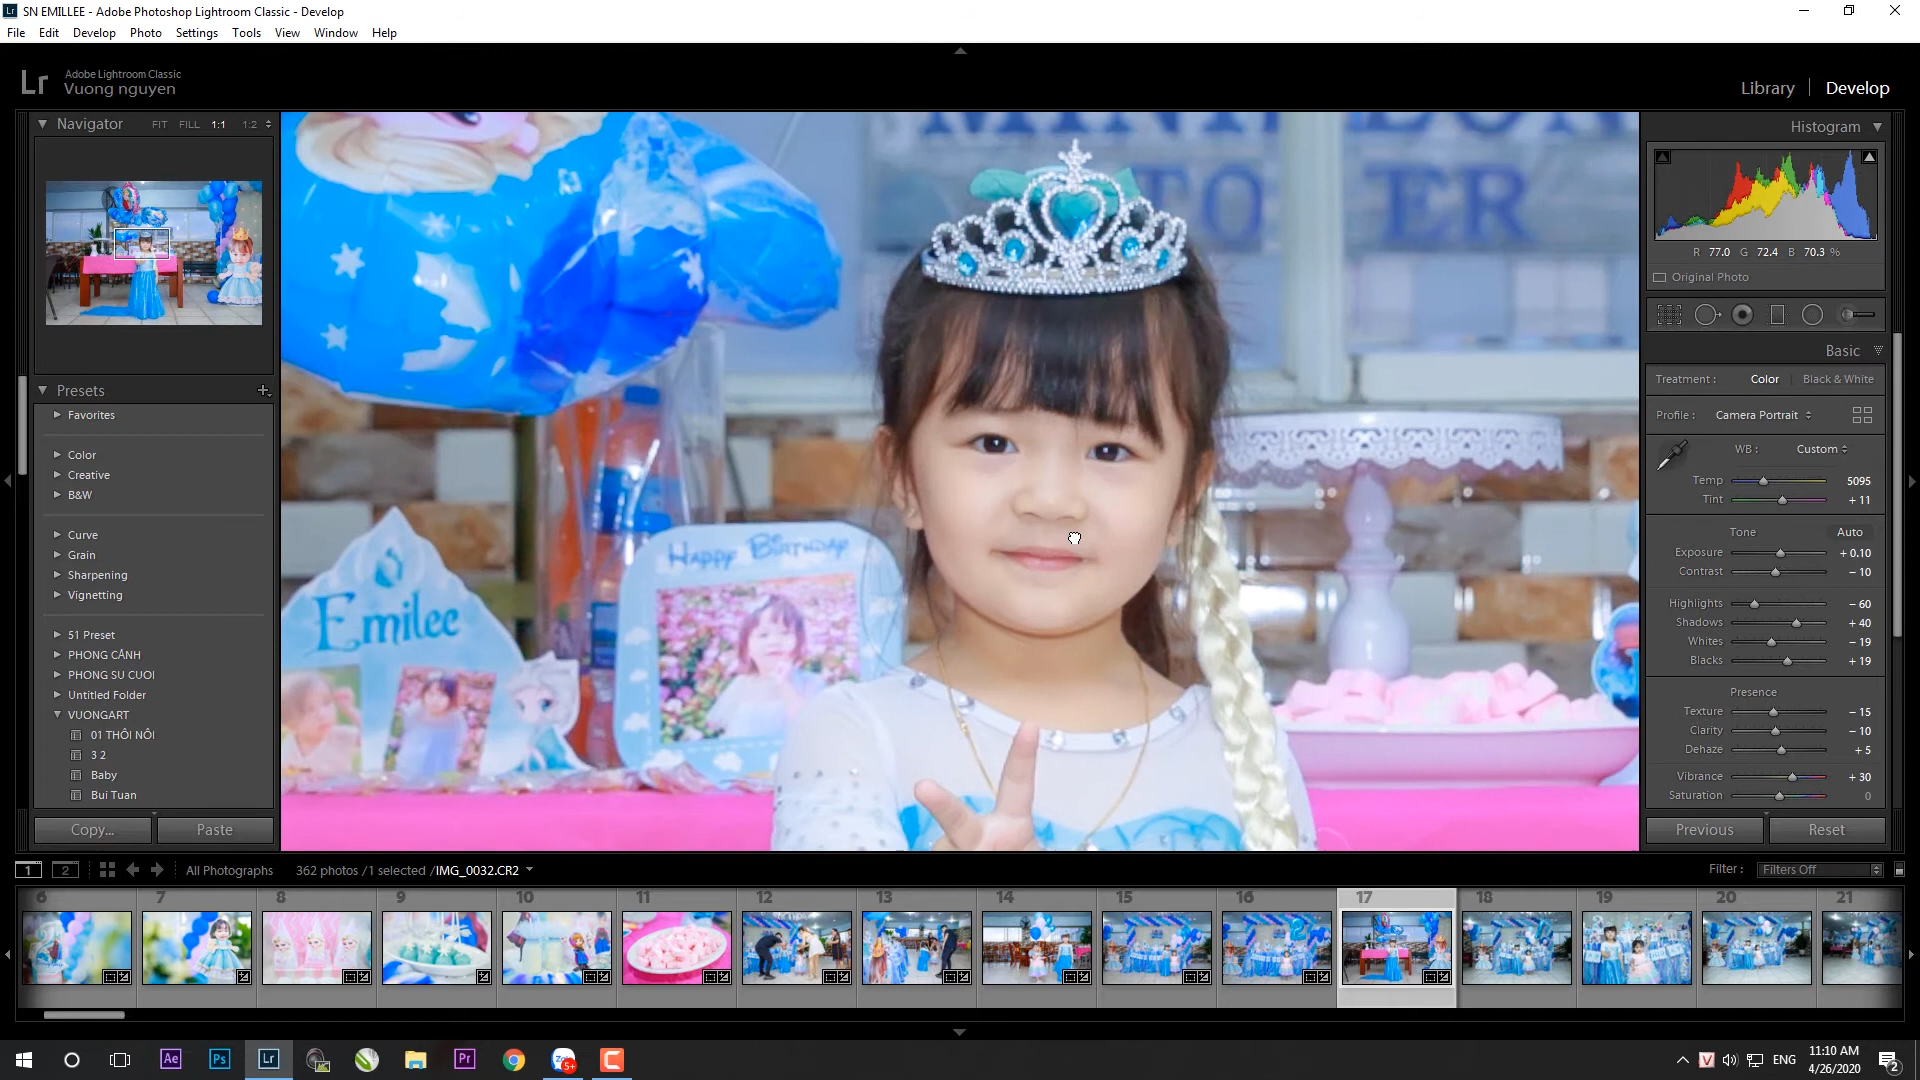 SN EMILLEE - Adobe Photoshop Lightroom Classic - Develop
File Edit Develop Photo Settings Tools View Window Help
Lr
Adobe Lightroom Classic
Vuong nguyen
Library
Develop
Navigator
FIT FILL 1:1 1:2
Presets
Favorites
Color
Creative
B&W
Curve
Grain
Sharpening
Vignetting
51 Preset
PHONG CẢNH
PHONG SU CUOI
Untitled Folder
VUONGART
01 THÔI NÔI
3 2
Baby
Bui Tuan
Copy... Paste
HAPPY BIRTHDAY
Emilee
Histogram
R 77.0 G 72.4 B 70.3 %
Original Photo
Basic
Treatment : Color Black & White
Profile : Camera Portrait
WB : Custom
Temp 5095
Tint + 11
Tone Auto
Exposure + 0.10
Contrast – 10
Highlights – 60
Shadows + 40
Whites – 19
Blacks + 19
Presence
Texture – 15
Clarity – 10
Dehaze + 5
Vibrance + 30
Saturation 0
Previous Reset
1 2 All Photographs 362 photos / 1 selected / IMG_0032.CR2
Filter : Filters Off
6 7 8 9 10 11 12 13 14 15 16 17 18 19 20 21
Ae Ps Lr Pr 5+ C
V ENG 11:10 AM
4/26/2020 2